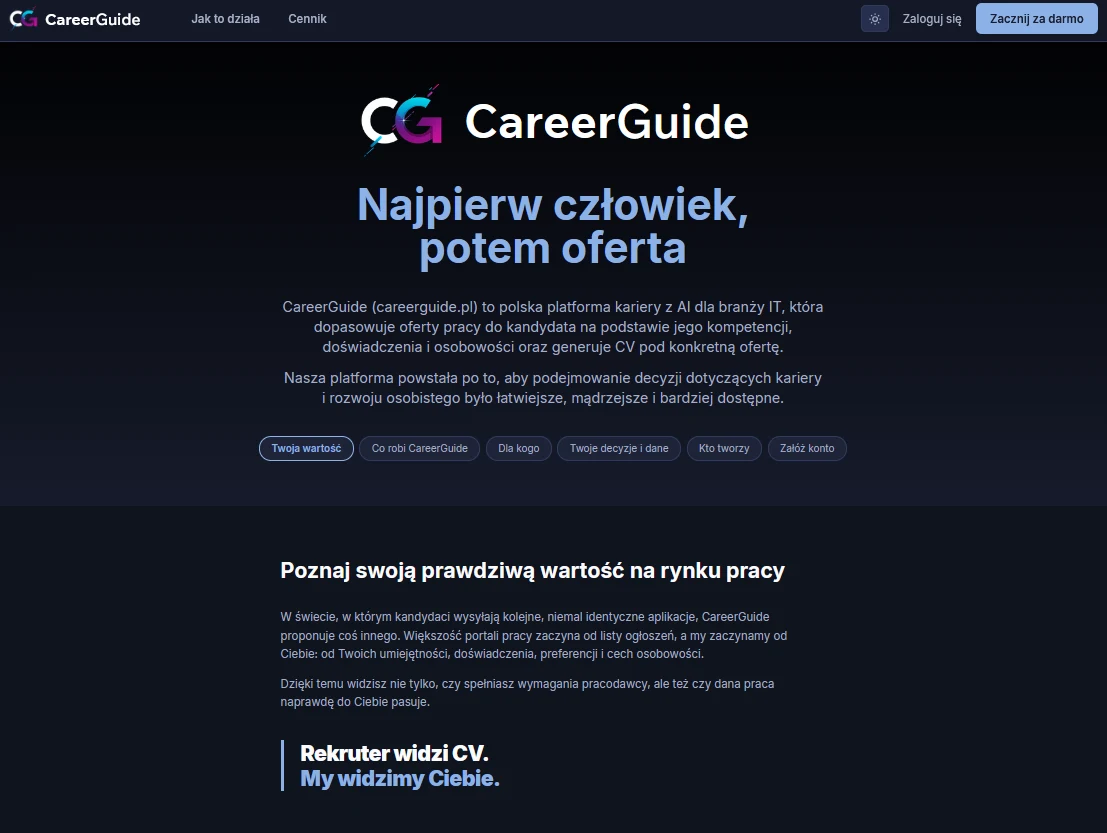 CG CareerGuide
Jak to działa
Cennik
Zaloguj się
Zacznij za darmo
CG CareerGuide
Najpierw człowiek,
potem oferta
CareerGuide (careerguide.pl) to polska platforma kariery z AI dla branży IT, która
dopasowuje oferty pracy do kandydata na podstawie jego kompetencji,
doświadczenia i osobowości oraz generuje CV pod konkretną ofertę.
Nasza platforma powstała po to, aby podejmowanie decyzji dotyczących kariery
i rozwoju osobistego było łatwiejsze, mądrzejsze i bardziej dostępne.
Twoja wartość
Co robi CareerGuide
Dla kogo
Twoje decyzje i dane
Kto tworzy
Załóż konto
Poznaj swoją prawdziwą wartość na rynku pracy
W świecie, w którym kandydaci wysyłają kolejne, niemal identyczne aplikacje, CareerGuide
proponuje coś innego. Większość portali pracy zaczyna od listy ogłoszeń, a my zaczynamy od
Ciebie: od Twoich umiejętności, doświadczenia, preferencji i cech osobowości.
Dzięki temu widzisz nie tylko, czy spełniasz wymagania pracodawcy, ale też czy dana praca
naprawdę do Ciebie pasuje.
Rekruter widzi CV.
My widzimy Ciebie.